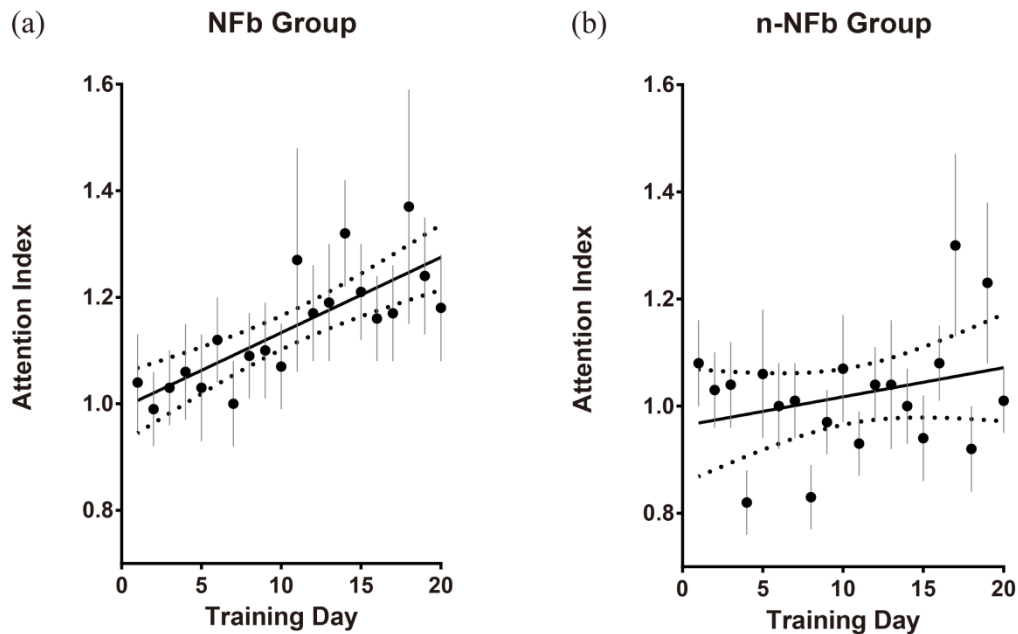 (a)
NFb Group
Attention Index
1.6
1.4
1.2
1.0
0.8
0
5
10
15
20
Training Day
(b)
n-NFb Group
Attention Index
1.6
1.4
1.2
1.0
0.8
0
5
10
15
20
Training Day